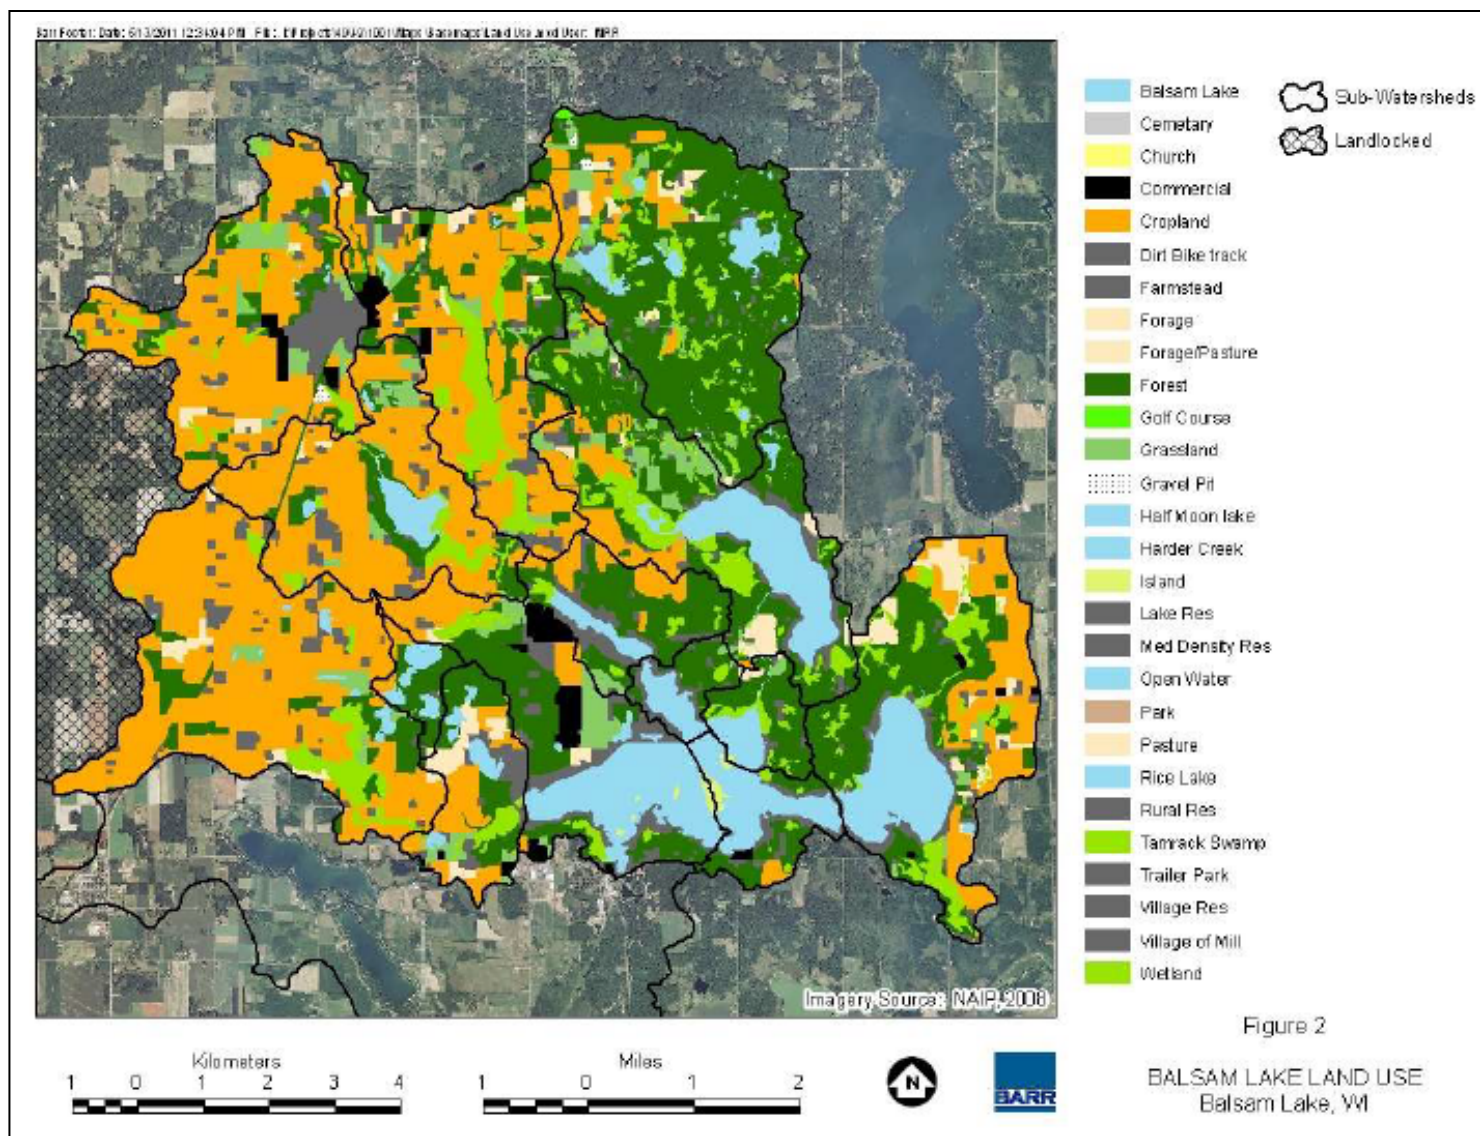 Balsam Lake
Cemetary
Church
Commercial
Cropland
Dirt Bike track
Farmstead
Forage
Forage/Pasture
Forest
Golf Course
Grassland
Gravel Pit
Half Moon lake
Harder Creek
Island
Lake Res
Med Density Res
Open Water
Park
Pasture
Rice Lake
Rural Res
Tamrack Swamp
Trailer Park
Village Res
Village of Mill
Wetland
Sub-Watersheds
Landlocked
Imagery Source: NAIP, 2008
Kilometers
1 0 1 2 3 4
Miles
1 0 1 2
N
BARR
Figure 2
BALSAM LAKE LAND USE
Balsam Lake, WI